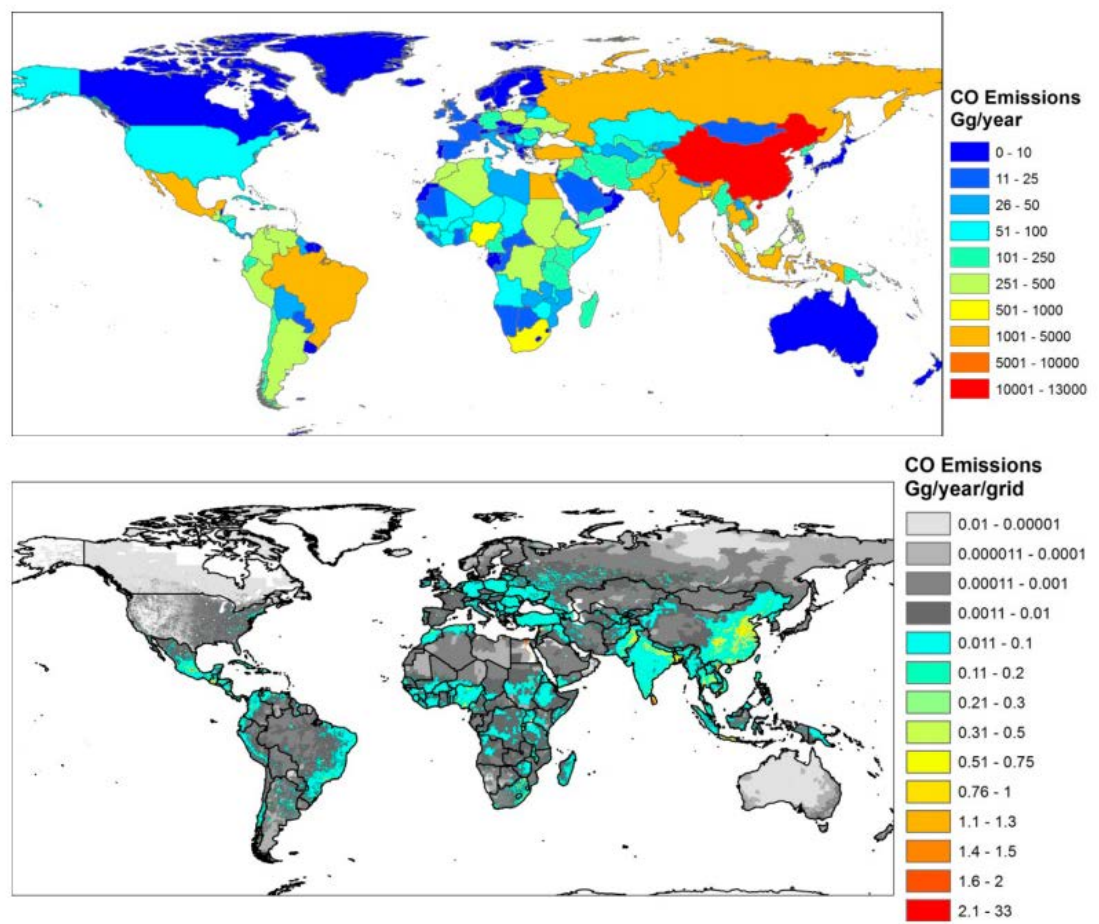 CO Emissions
Gg/year
0 - 10
11 - 25
26 - 50
51 - 100
101 - 250
251 - 500
501 - 1000
1001 - 5000
5001 - 10000
10001 - 13000
CO Emissions
Gg/year/grid
0.01 - 0.00001
0.000011 - 0.0001
0.00011 - 0.001
0.0011 - 0.01
0.011 - 0.1
0.11 - 0.2
0.21 - 0.3
0.31 - 0.5
0.51 - 0.75
0.76 - 1
1.1 - 1.3
1.4 - 1.5
1.6 - 2
2.1 - 33